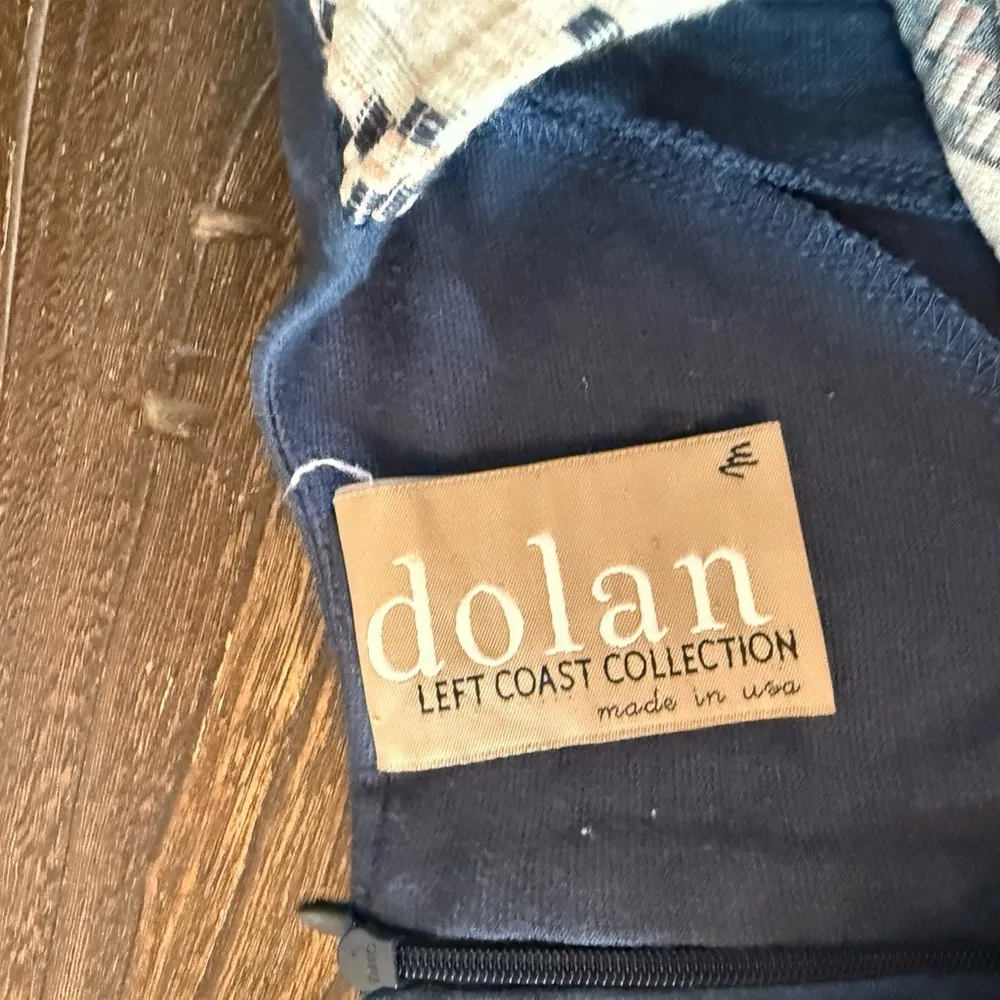 m
dolan
LEFT COAST COLLECTION
made in usa